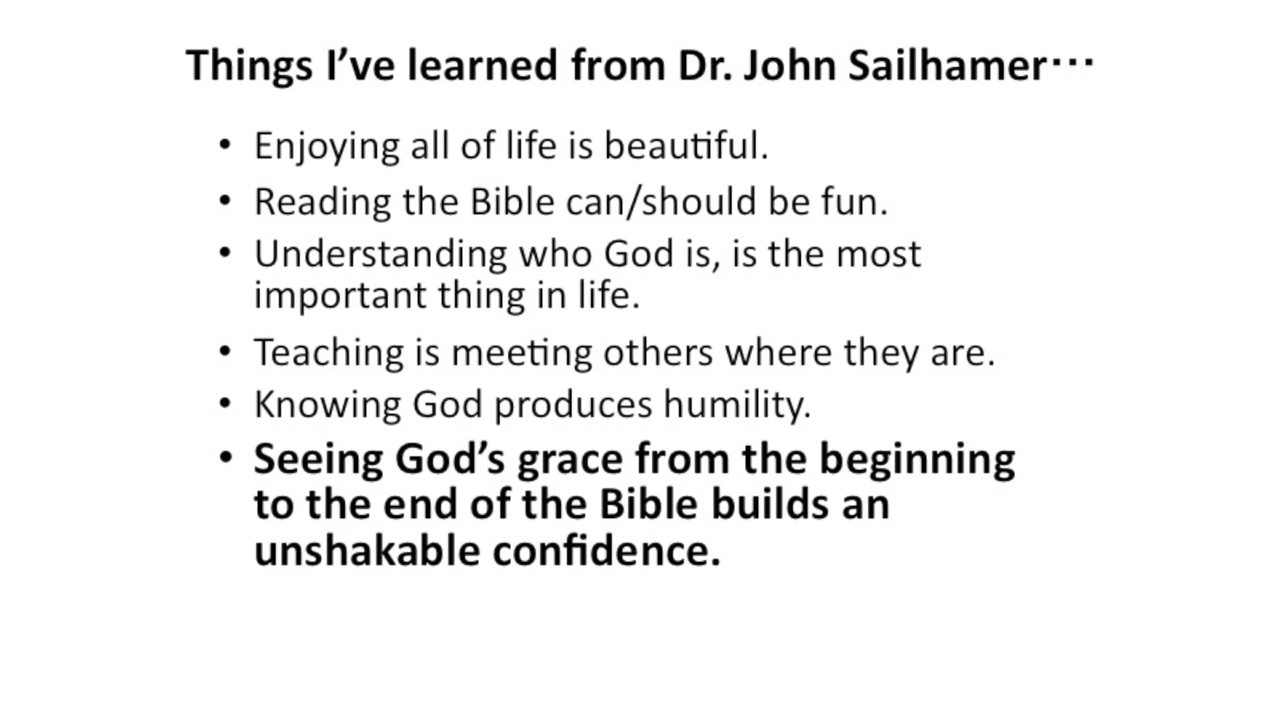 Things I’ve learned from Dr. John Sailhamer…
• Enjoying all of life is beautiful.
• Reading the Bible can/should be fun.
• Understanding who God is, is the most
important thing in life.
• Teaching is meeting others where they are.
• Knowing God produces humility.
• Seeing God’s grace from the beginning
to the end of the Bible builds an
unshakable confidence.